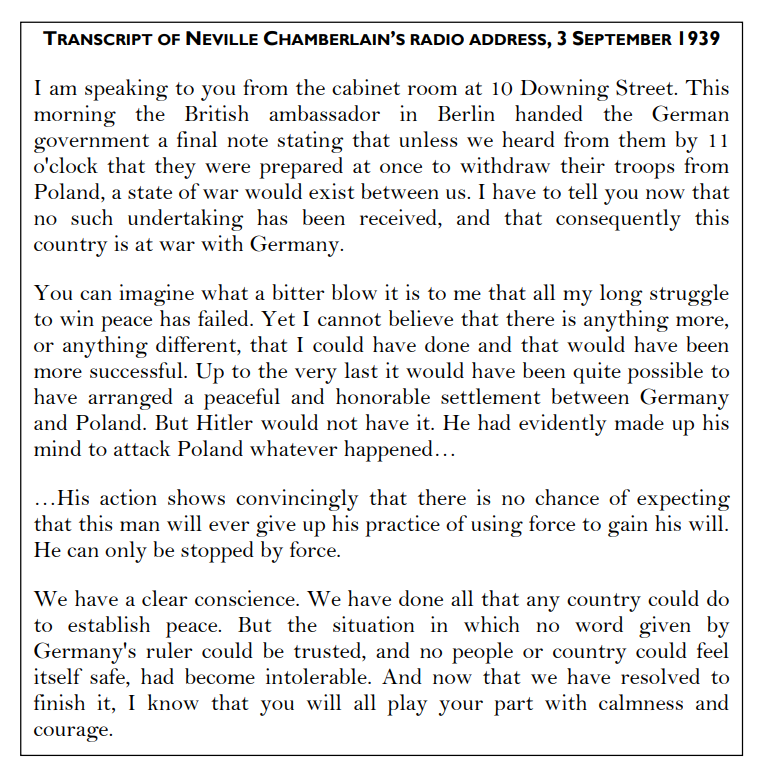 TRANSCRIPT OF NEVILLE CHAMBERLAIN'S RADIO ADDRESS, 3 SEPTEMBER 1939
I am speaking to you from the cabinet room at 10 Downing Street. This
morning the British ambassador in Berlin handed the German
government a final note stating that unless we heard from them by 11
o'clock that they were prepared at once to withdraw their troops from
Poland, a state of war would exist between us. I have to tell you now that
no such undertaking has been received, and that consequently this
country is at war with Germany.
You can imagine what a bitter blow it is to me that all my long struggle
to win peace has failed. Yet I cannot believe that there is anything more,
or anything different, that I could have done and that would have been
more successful. Up to the very last it would have been quite possible to
have arranged a peaceful and honorable settlement between Germany
and Poland. But Hitler would not have it. He had evidently made up his
mind to attack Poland whatever happened…
…His action shows convincingly that there is no chance of expecting
that this man will ever give up his practice of using force to gain his will.
He can only be stopped by force.
We have a clear conscience. We have done all that any country could do
to establish peace. But the situation in which no word given by
Germany's ruler could be trusted, and no people or country could feel
itself safe, had become intolerable. And now that we have resolved to
finish it, I know that you will all play your part with calmness and
courage.